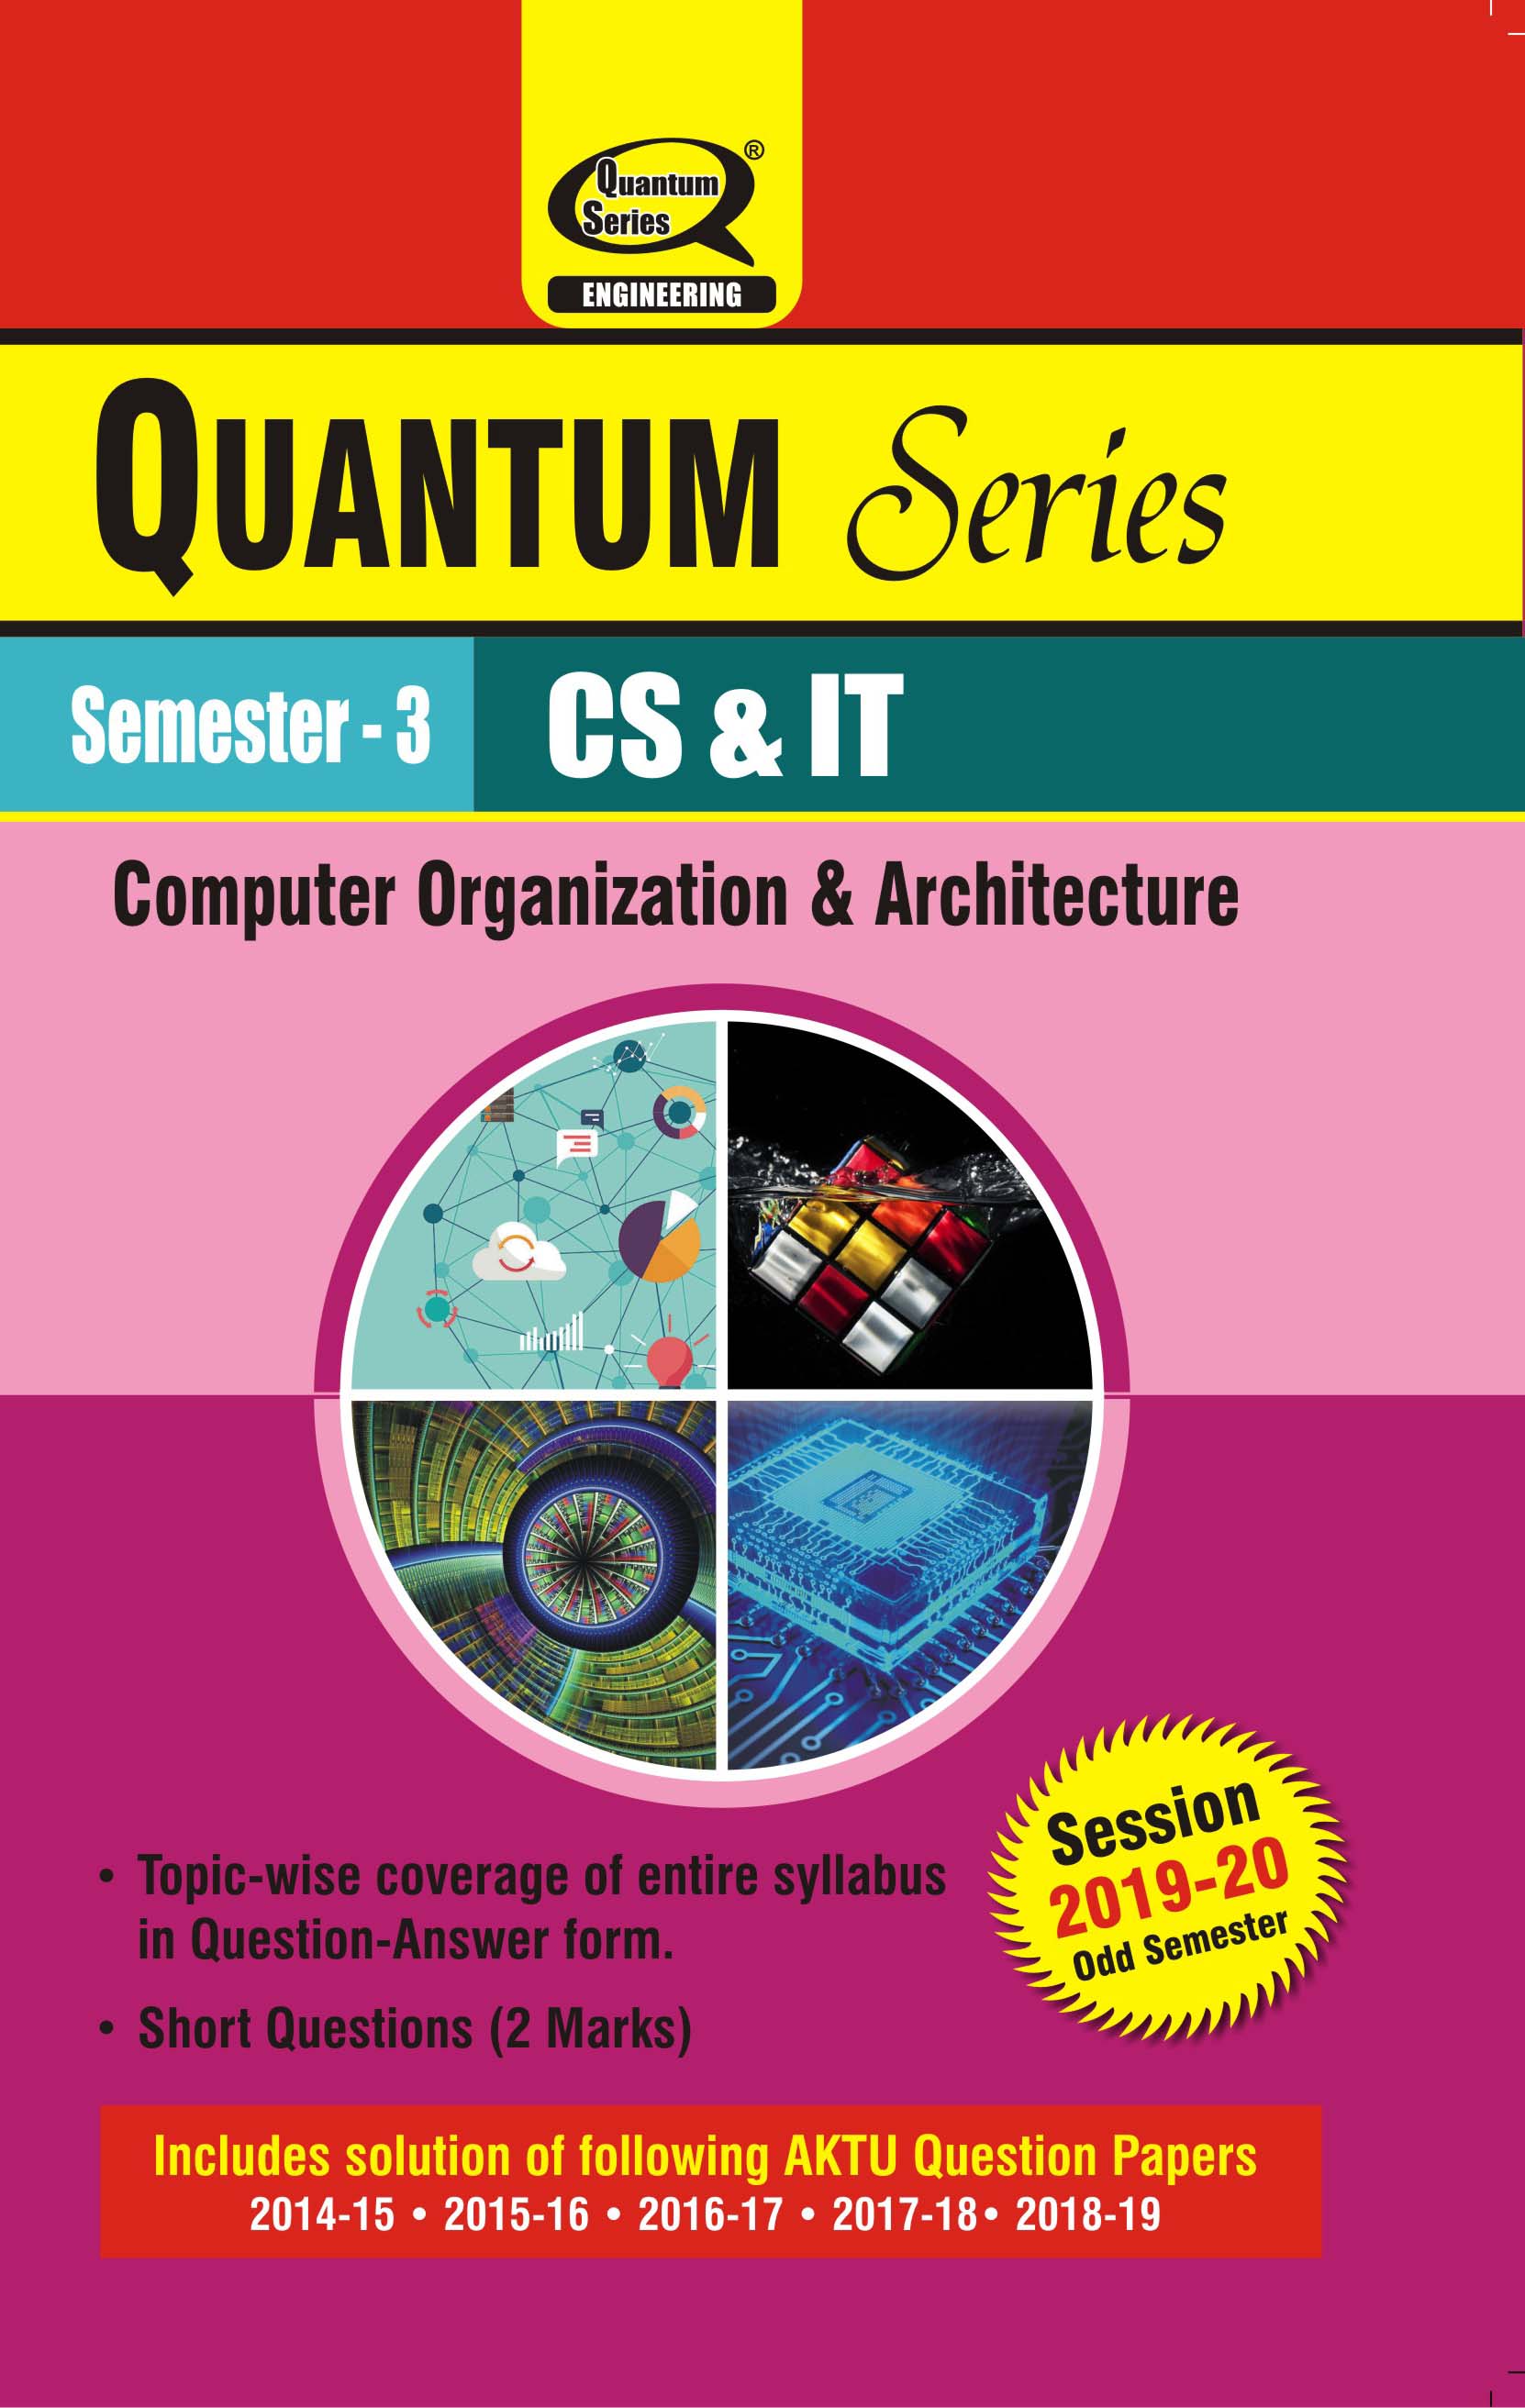 Quantum
Series
®
ENGINEERING
QUANTUM Series
Semester - 3
CS & IT
Computer Organization & Architecture
• Topic-wise coverage of entire syllabus
in Question-Answer form.
• Short Questions (2 Marks)
Session
2019-20
Odd Semester
Includes solution of following AKTU Question Papers
2014-15 • 2015-16 • 2016-17 • 2017-18• 2018-19